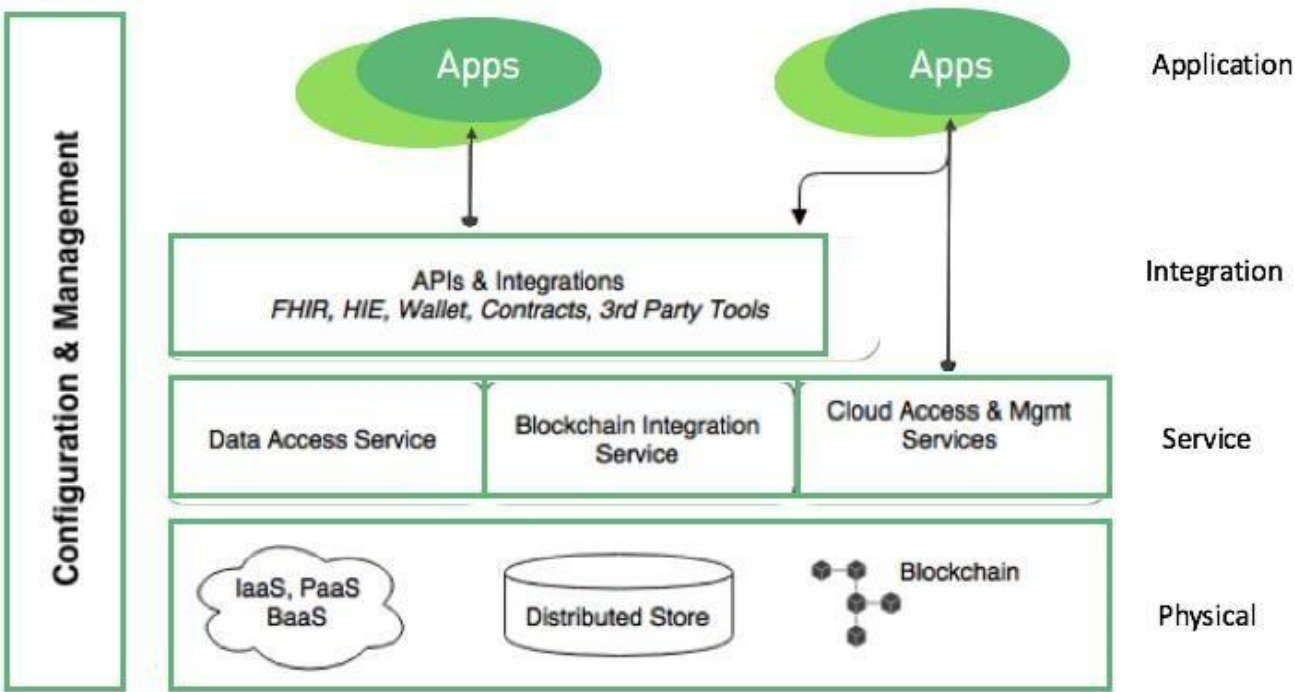 Configuration & Management
Apps
Apps
Application
APIs & Integrations
FHIR, HIE, Wallet, Contracts, 3rd Party Tools
Integration
Data Access Service
Blockchain Integration
Service
Cloud Access & Mgmt
Services
Service
IaaS, PaaS
BaaS
Distributed Store
Blockchain
Physical